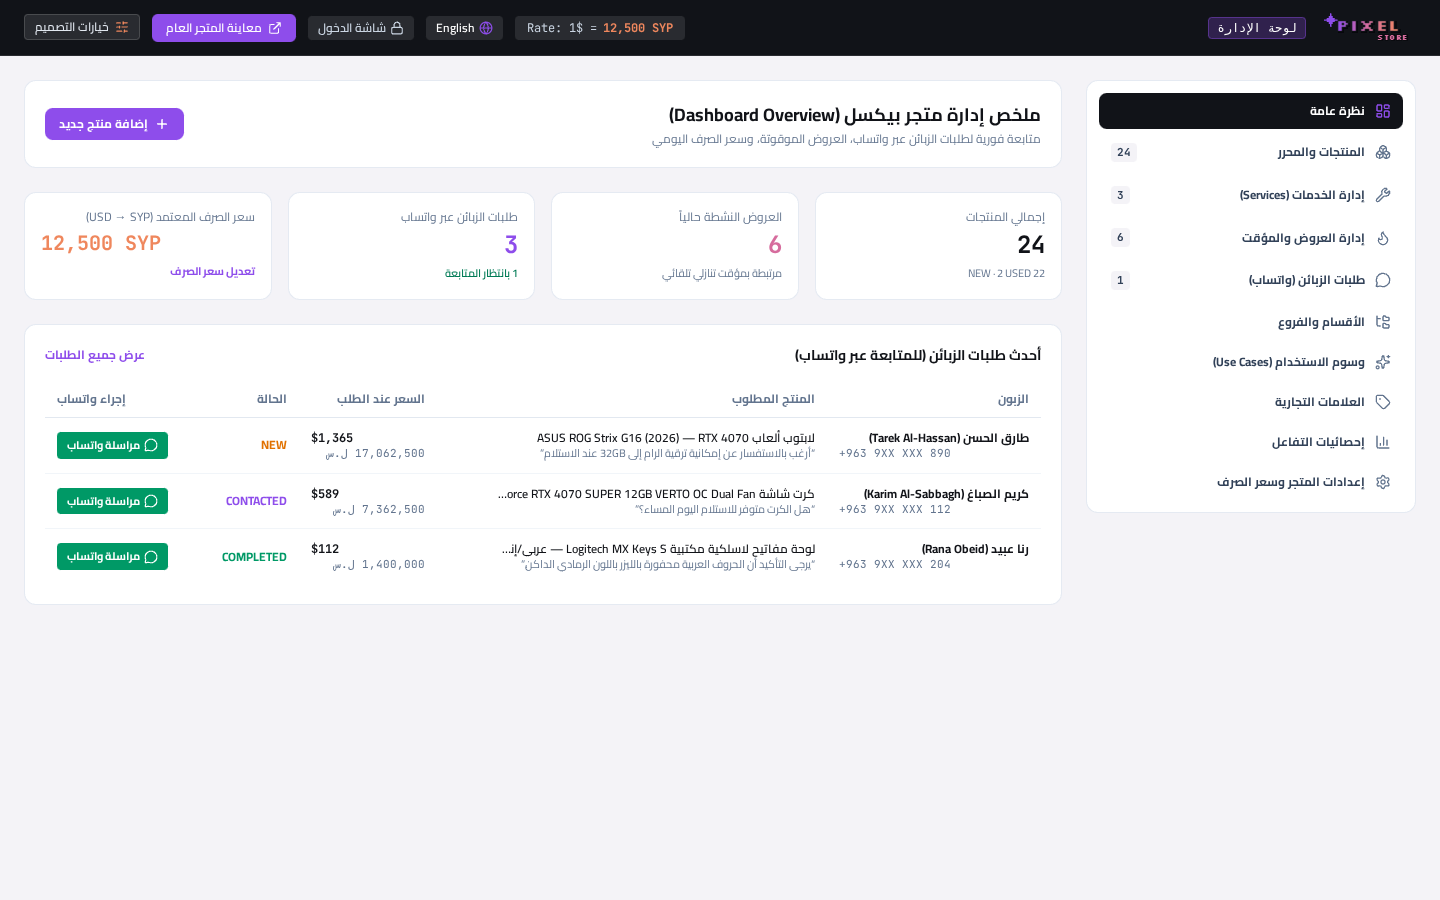 PIXEL
STORE
لوحة الإدارة
Rate: 1$ = 12,500 SYP
English
شاشة الدخول
معاينة المتجر العام
خيارات التصميم
نظرة عامة
المنتجات والمحرر 24
إدارة الخدمات (Services) 3
إدارة العروض والمؤقت 6
طلبات الزبائن (واتساب) 1
الأقسام والفروع
وسوم الاستخدام (Use Cases)
العلامات التجارية
إحصائيات التفاعل
إعدادات المتجر وسعر الصرف
ملخص إدارة متجر بيكسل (Dashboard Overview)
متابعة فورية لطلبات الزبائن عبر واتساب، العروض الموقوتة، وسعر الصرف اليومي
إضافة منتج جديد
إجمالي المنتجات
24
22 NEW · 2 USED
العروض النشطة حالياً
6
مرتبطة بمؤقت تنازلي تلقائي
طلبات الزبائن عبر واتساب
3
1 بانتظار المتابعة
سعر الصرف المعتمد (USD → SYP)
12,500 SYP
تعديل سعر الصرف
أحدث طلبات الزبائن (للمتابعة عبر واتساب)
عرض جميع الطلبات
الزبون المنتج المطلوب السعر عند الطلب الحالة إجراء واتساب
طارق الحسن (Tarek Al-Hassan) لابتوب ألعاب ASUS ROG Strix G16 (2026) — RTX 4070 $1,365 NEW مراسلة واتساب
+963 9XX XXX 890 "أرغب بالاستفسار عن إمكانية ترقية الرام إلى 32GB عند الاستلام" 17,062,500 ل.س
كريم الصباغ (Karim Al-Sabbagh) كرت شاشة orce RTX 4070 SUPER 12GB VERTO OC Dual Fan... $589 CONTACTED مراسلة واتساب
+963 9XX XXX 112 "هل الكرت متوفر للاستلام اليوم المساء؟" 7,362,500 ل.س
رنا عبيد (Rana Obeid) لوحة مفاتيح لاسلكية مكتبية Logitech MX Keys S — عربي/إنـ... $112 COMPLETED مراسلة واتساب
+963 9XX XXX 204 "يرجى التأكيد أن الحروف العربية محفورة بالليزر باللون الرمادي الداكن" 1,400,000 ل.س